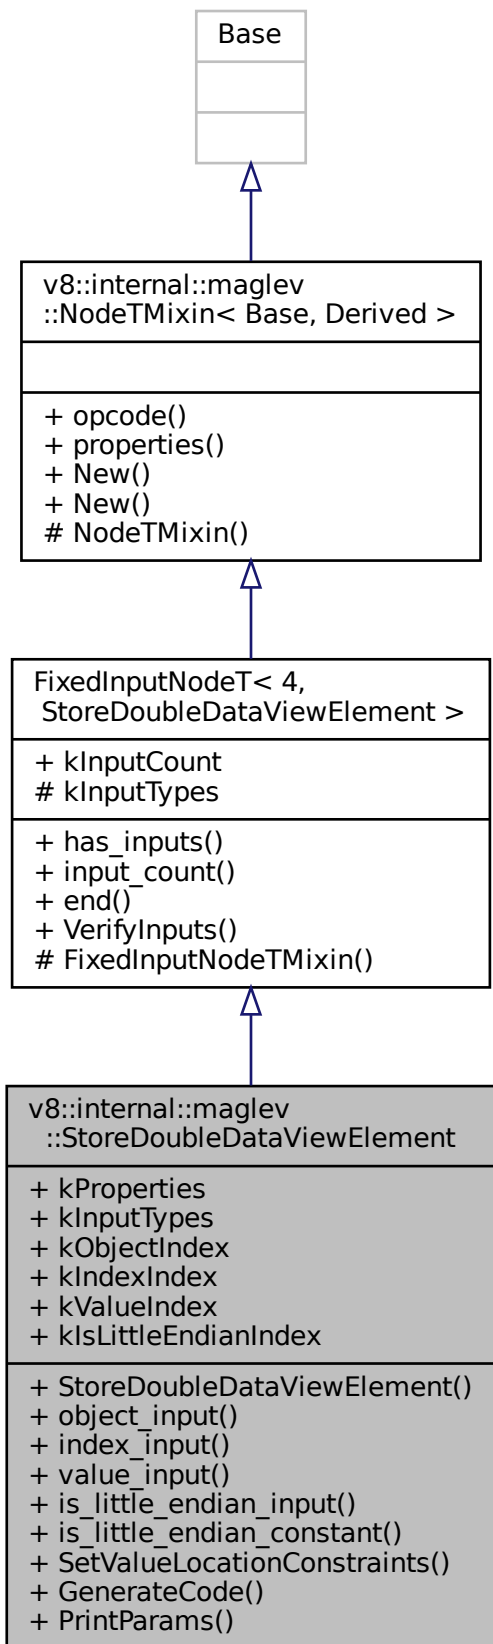 Base
v8::internal::maglev
::NodeTMixin< Base, Derived >
+ opcode()
+ properties()
+ New()
+ New()
# NodeTMixin()
FixedInputNodeT< 4,
StoreDoubleDataViewElement >
+ kInputCount
# kInputTypes
+ has_inputs()
+ input_count()
+ end()
+ VerifyInputs()
# FixedInputNodeTMixin()
v8::internal::maglev
::StoreDoubleDataViewElement
+ kProperties
+ kInputTypes
+ kObjectIndex
+ kIndexIndex
+ kValueIndex
+ kIsLittleEndianIndex
+ StoreDoubleDataViewElement()
+ object_input()
+ index_input()
+ value_input()
+ is_little_endian_input()
+ is_little_endian_constant()
+ SetValueLocationConstraints()
+ GenerateCode()
+ PrintParams()